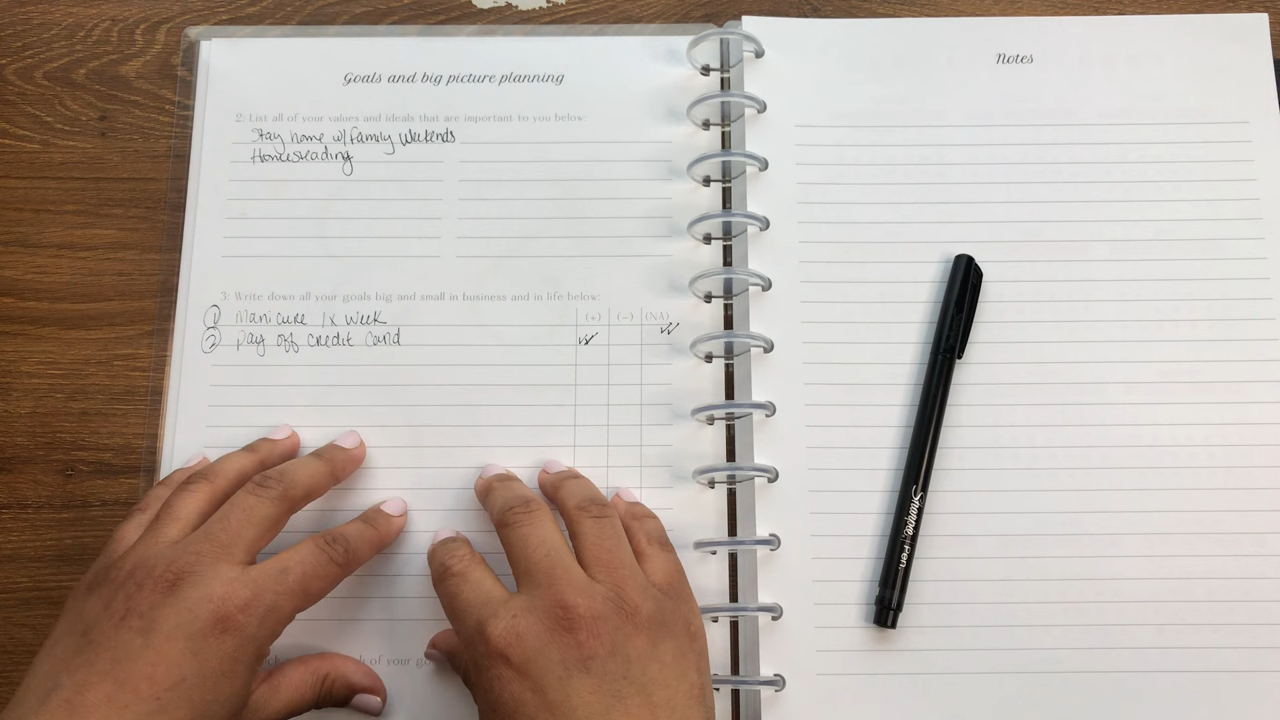 Goals and big picture planning
2: List all of your values and ideals that are important to you below:
Stay home w/family weekends
Homesteading
3: Write down all your goals big and small in business and in life below:
(+) (−) (NA)
① Manicure 1x week
② Pay off credit card
of your
Notes
Sharpie. Pen.